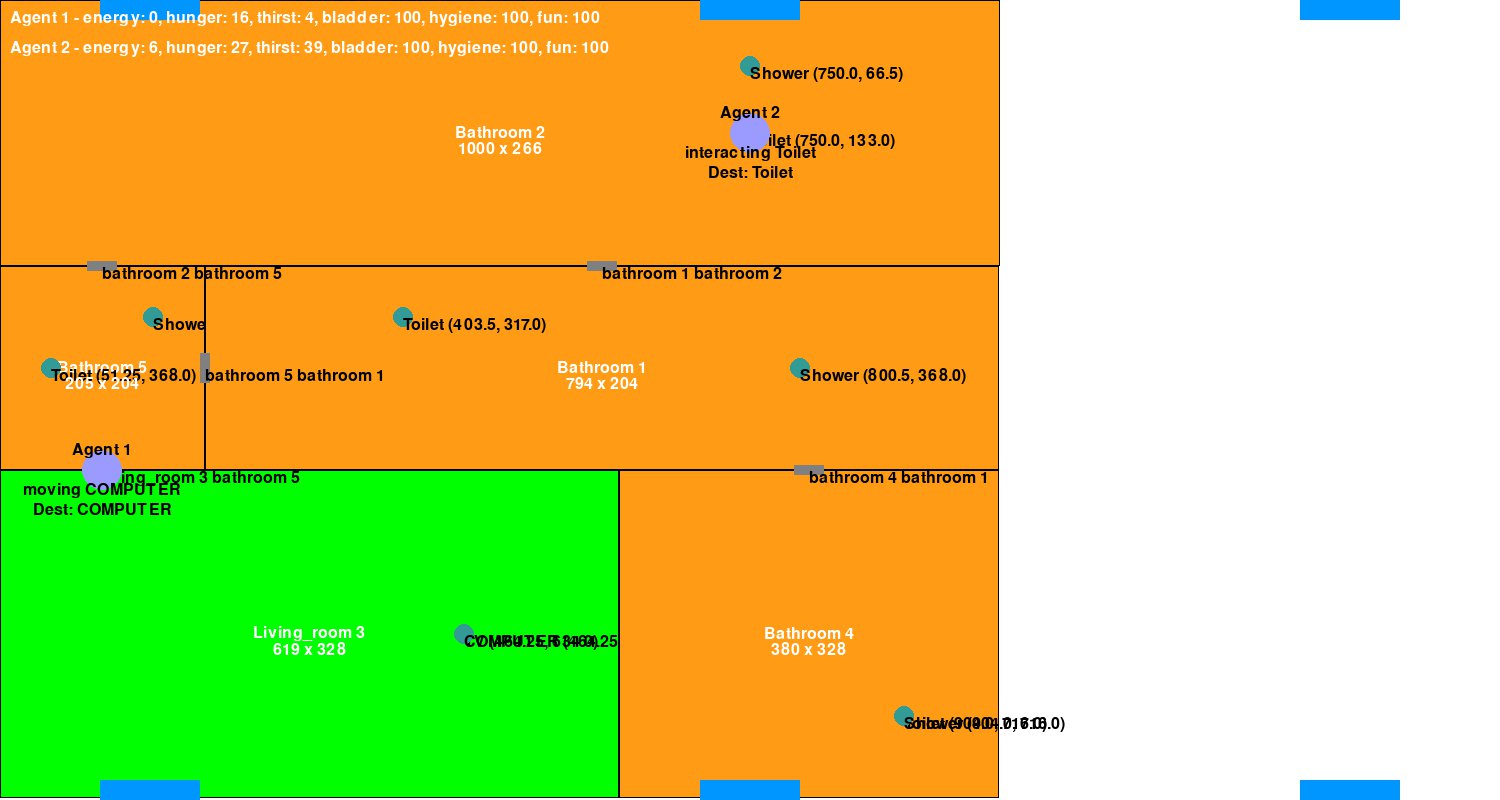 Agent 1 - energy: 0, hunger: 16, thirst: 4, bladder: 100, hygiene: 100, fun: 100
Agent 2 - energy: 6, hunger: 27, thirst: 39, bladder: 100, hygiene: 100, fun: 100
Shower (750.0, 66.5)
Agent 2
ilet (750.0, 133.0)
interacting Toilet
Dest: Toilet
Bathroom 2
1000 x 266
bathroom 2 bathroom 5
bathroom 1 bathroom 2
Showe
Toilet (403.5, 317.0)
Bathroom 5
205 x 204
Toilet (51.25, 368.0)
bathroom 5 bathroom 1
Bathroom 1
794 x 204
Shower (800.5, 368.0)
Agent 1
ing_room 3 bathroom 5
moving COMPUTER
Dest: COMPUTER
bathroom 4 bathroom 1
Living_room 3
619 x 328
Bathroom 4
380 x 328